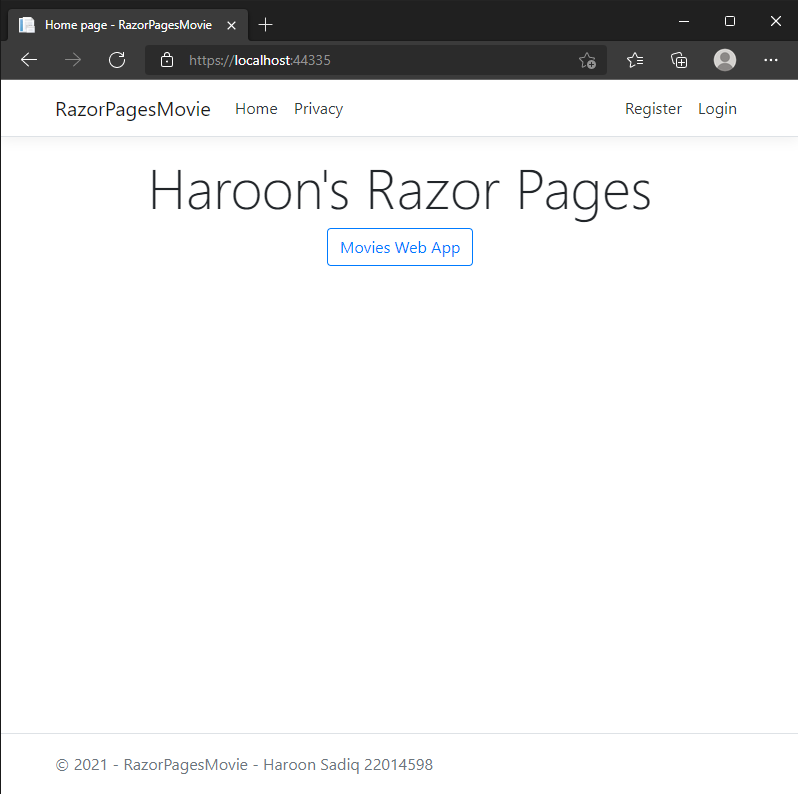 Home page - RazorPagesMovie
https://localhost:44335
RazorPagesMovie Home Privacy Register Login
Haroon's Razor Pages
Movies Web App
© 2021 - RazorPagesMovie - Haroon Sadiq 22014598